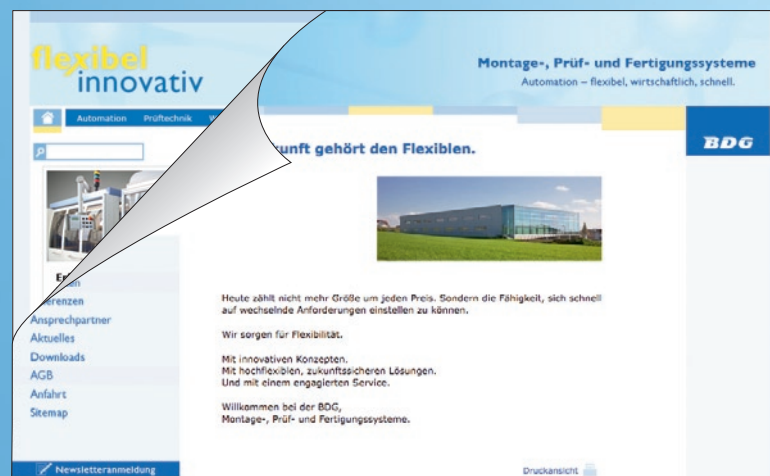 flexibel
innovativ
Montage-, Prüf- und Fertigungssysteme
Automation – flexibel, wirtschaftlich, schnell.
Automation Prüftechnik
BDG
gehört den Flexiblen.
Heute zählt nicht mehr Größe um jeden Preis. Sondern die Fähigkeit, sich schnell
auf wechselnde Anforderungen einstellen zu können.
Wir sorgen für Flexibilität.
Mit innovativen Konzepten.
Mit hochflexiblen, zukunftssicheren Lösungen.
Und mit einem engagierten Service.
Willkommen bei der BDG,
Montage-, Prüf- und Fertigungssysteme.
Ansprechpartner
Aktuelles
Downloads
AGB
Anfahrt
Sitemap
Newsletteranmeldung
Druckansicht